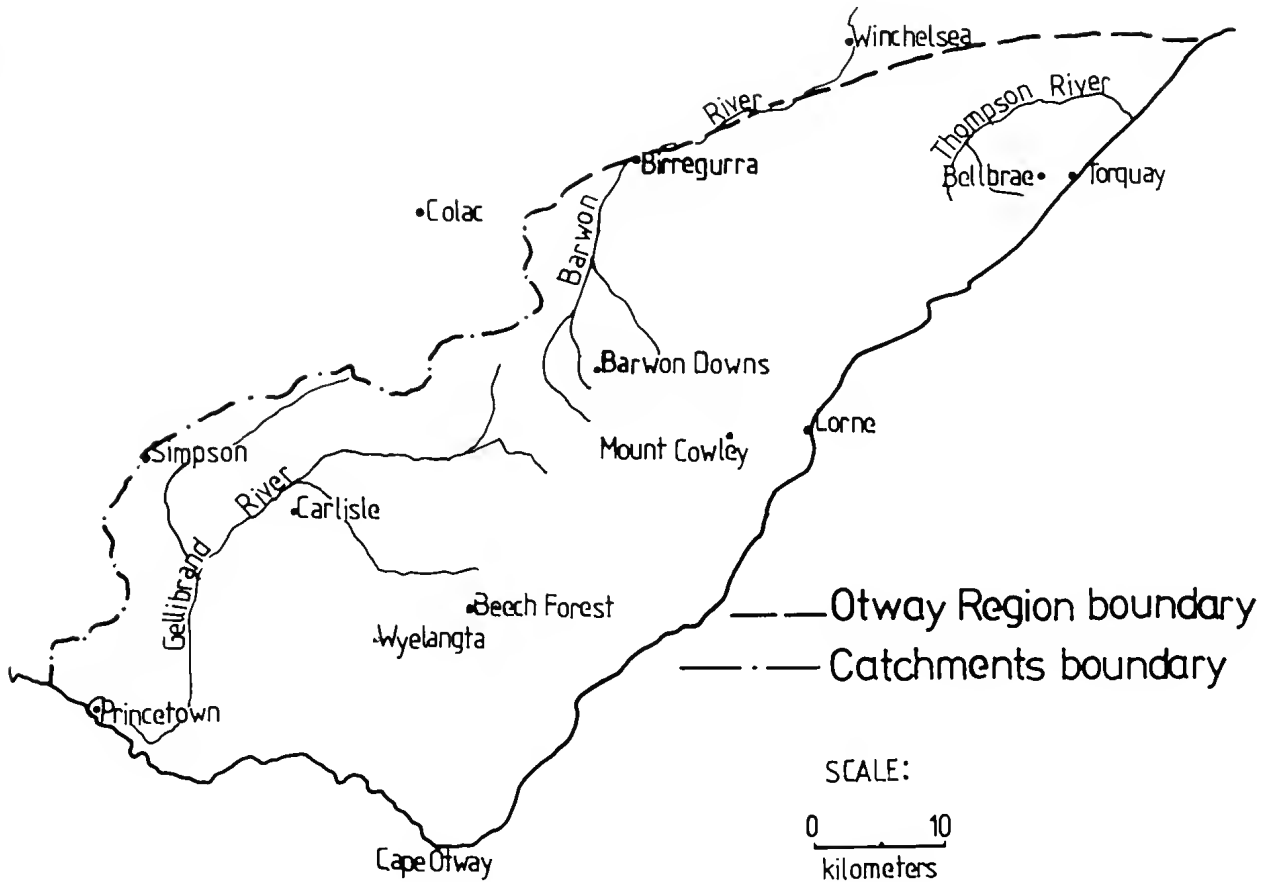 Winchelsea
River
Thompson River
Birregurra
Bellbrae
Torquay
Colac
Barwon
Barwon Downs
Lorne
Mount Cowley
Simpson
River
Carlisle
Gellibrand
Beech Forest
Otway Region boundary
Wyelangta
Catchments boundary
Princetown
SCALE:
0 10
kilometers
Cape Otway